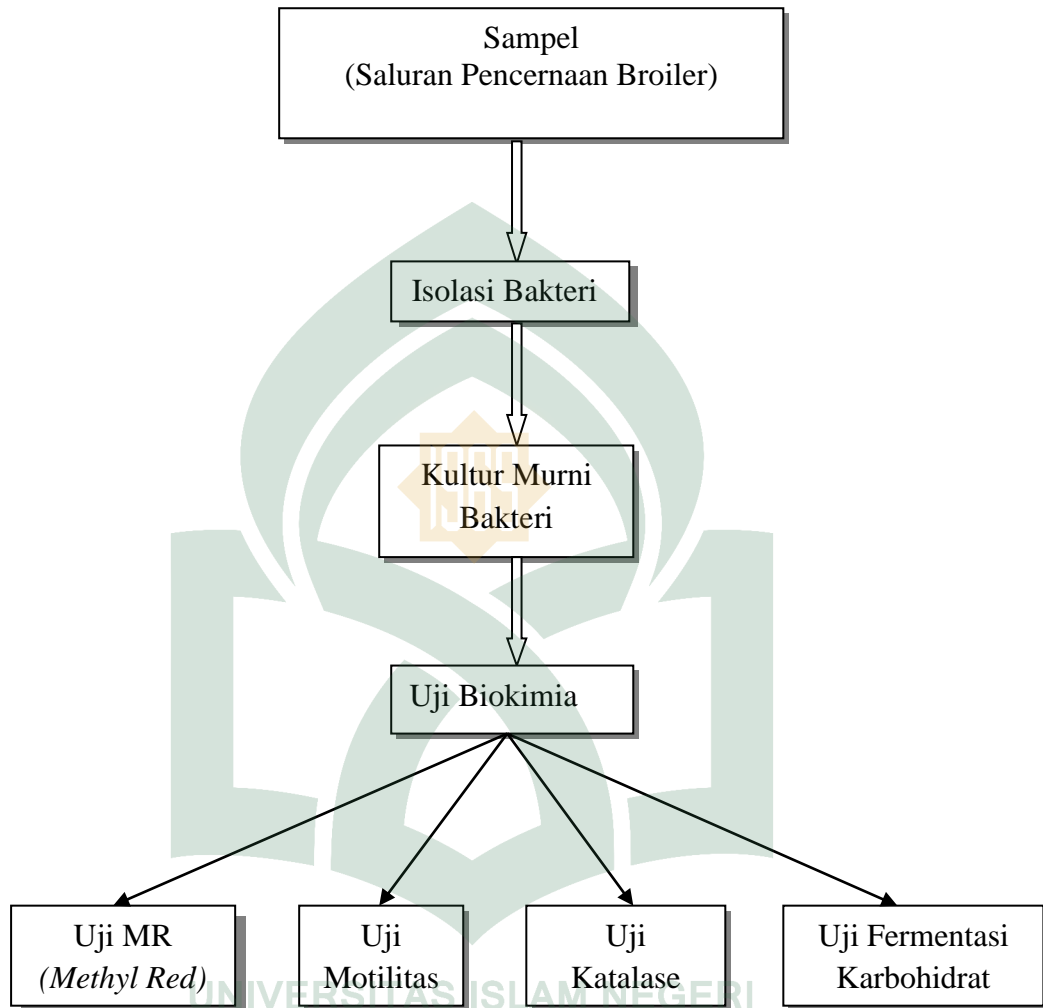 Sampel
(Saluran Pencernaan Broiler)
Isolasi Bakteri
Kultur Murni
Bakteri
Uji Biokimia
Uji MR
(Methyl Red)
Uji
Motilitas
Uji
Katalase
Uji Fermentasi
Karbohidrat
UNIVERSITAS ISLAM NEGERI